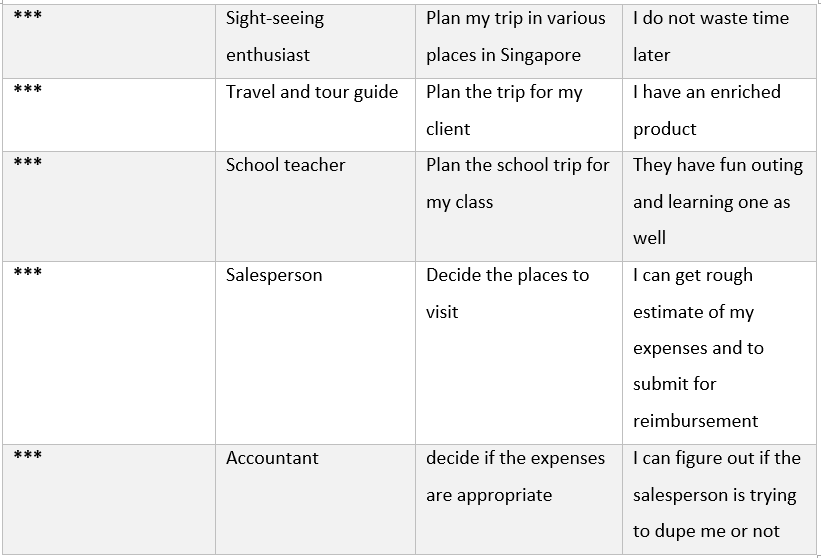 *** Sight-seeing Plan my trip in various I do not waste time
enthusiast places in Singapore later
*** Travel and tour guide Plan the trip for my I have an enriched
client product
*** School teacher Plan the school trip for They have fun outing
my class and learning one as
well
*** Salesperson Decide the places to I can get rough
visit estimate of my
expenses and to
submit for
reimbursement
*** Accountant decide if the expenses I can figure out if the
are appropriate salesperson is trying
to dupe me or not